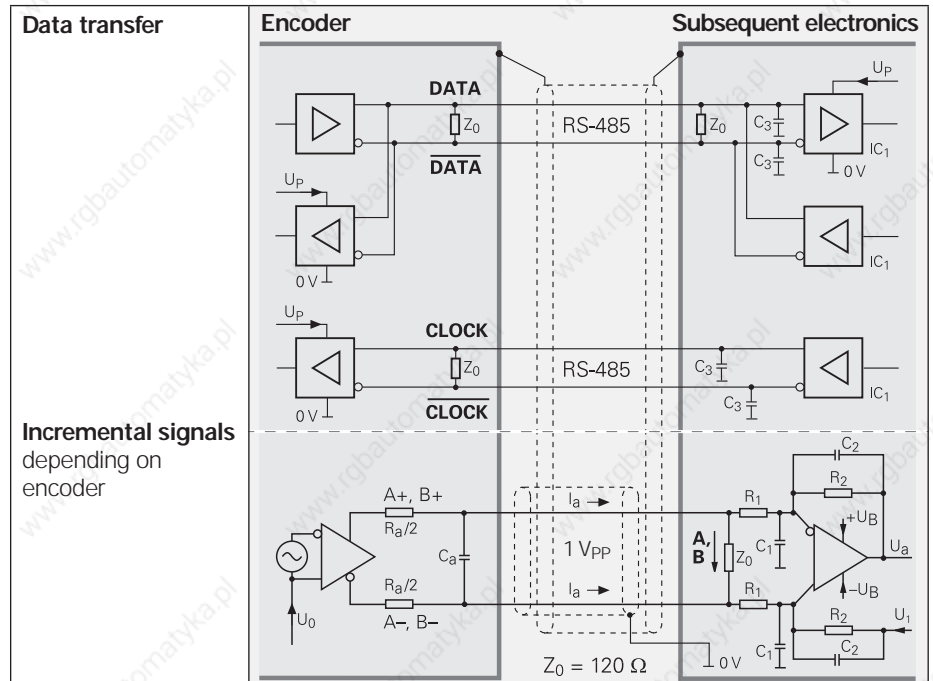 Data transfer
Encoder
Subsequent electronics
DATA
Z0
RS-485
Z0
C3
UP
C3
IC1
0 V
DATA
UP
0 V
IC1
UP
CLOCK
Z0
RS-485
C3
C3
0 V
CLOCK
IC1
Incremental signals
depending on
encoder
A+, B+
Ra/2
Ca
Ia
1 VPP
Ia
Ra/2
A–, B–
U0
A,
B
Z0
R1
C1
C2
R2
+UB
Ua
–UB
R1
C1
R2
U1
C2
0 V
Z0 = 120 Ω
www.rgbautomatyka.pl